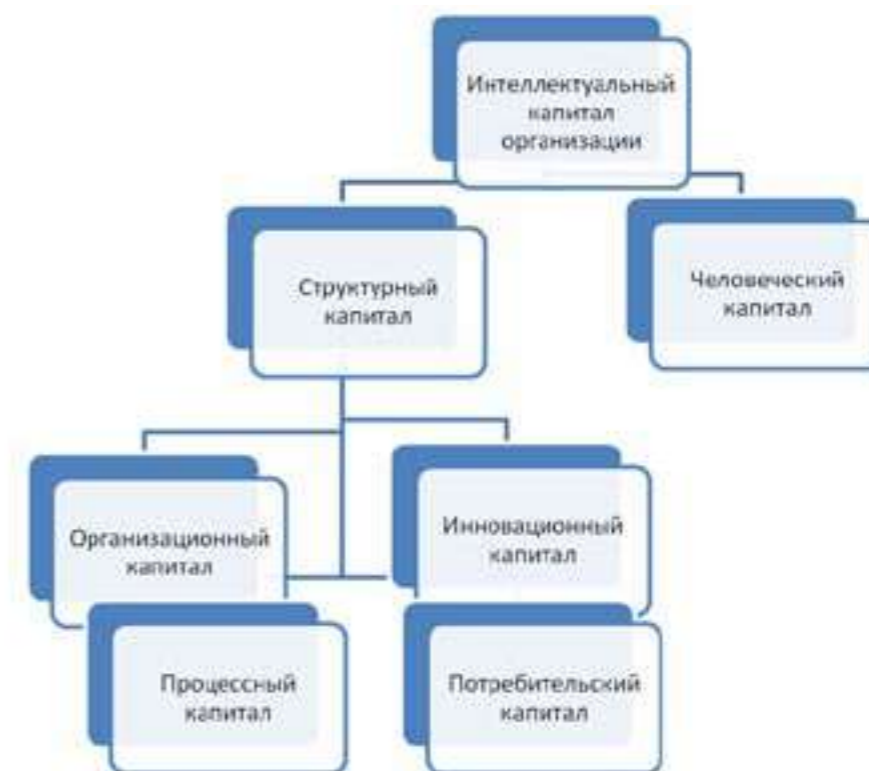 Интеллектуальный
капитал
организации
Структурный
капитал
Человеческий
капитал
Организационный
капитал
Инновационный
капитал
Процессный
капитал
Потребительский
капитал